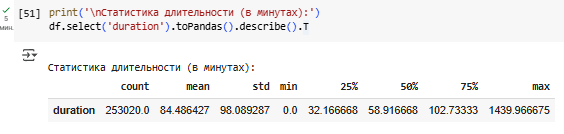 [51] print('\nСтатистика длительности (в минутах):')
5 мин.
df.select('duration').toPandas().describe().T
Статистика длительности (в минутах):
count mean std min 25% 50% 75% max
duration 253020.0 84.486427 98.089287 0.0 32.166668 58.916668 102.73333 1439.966675